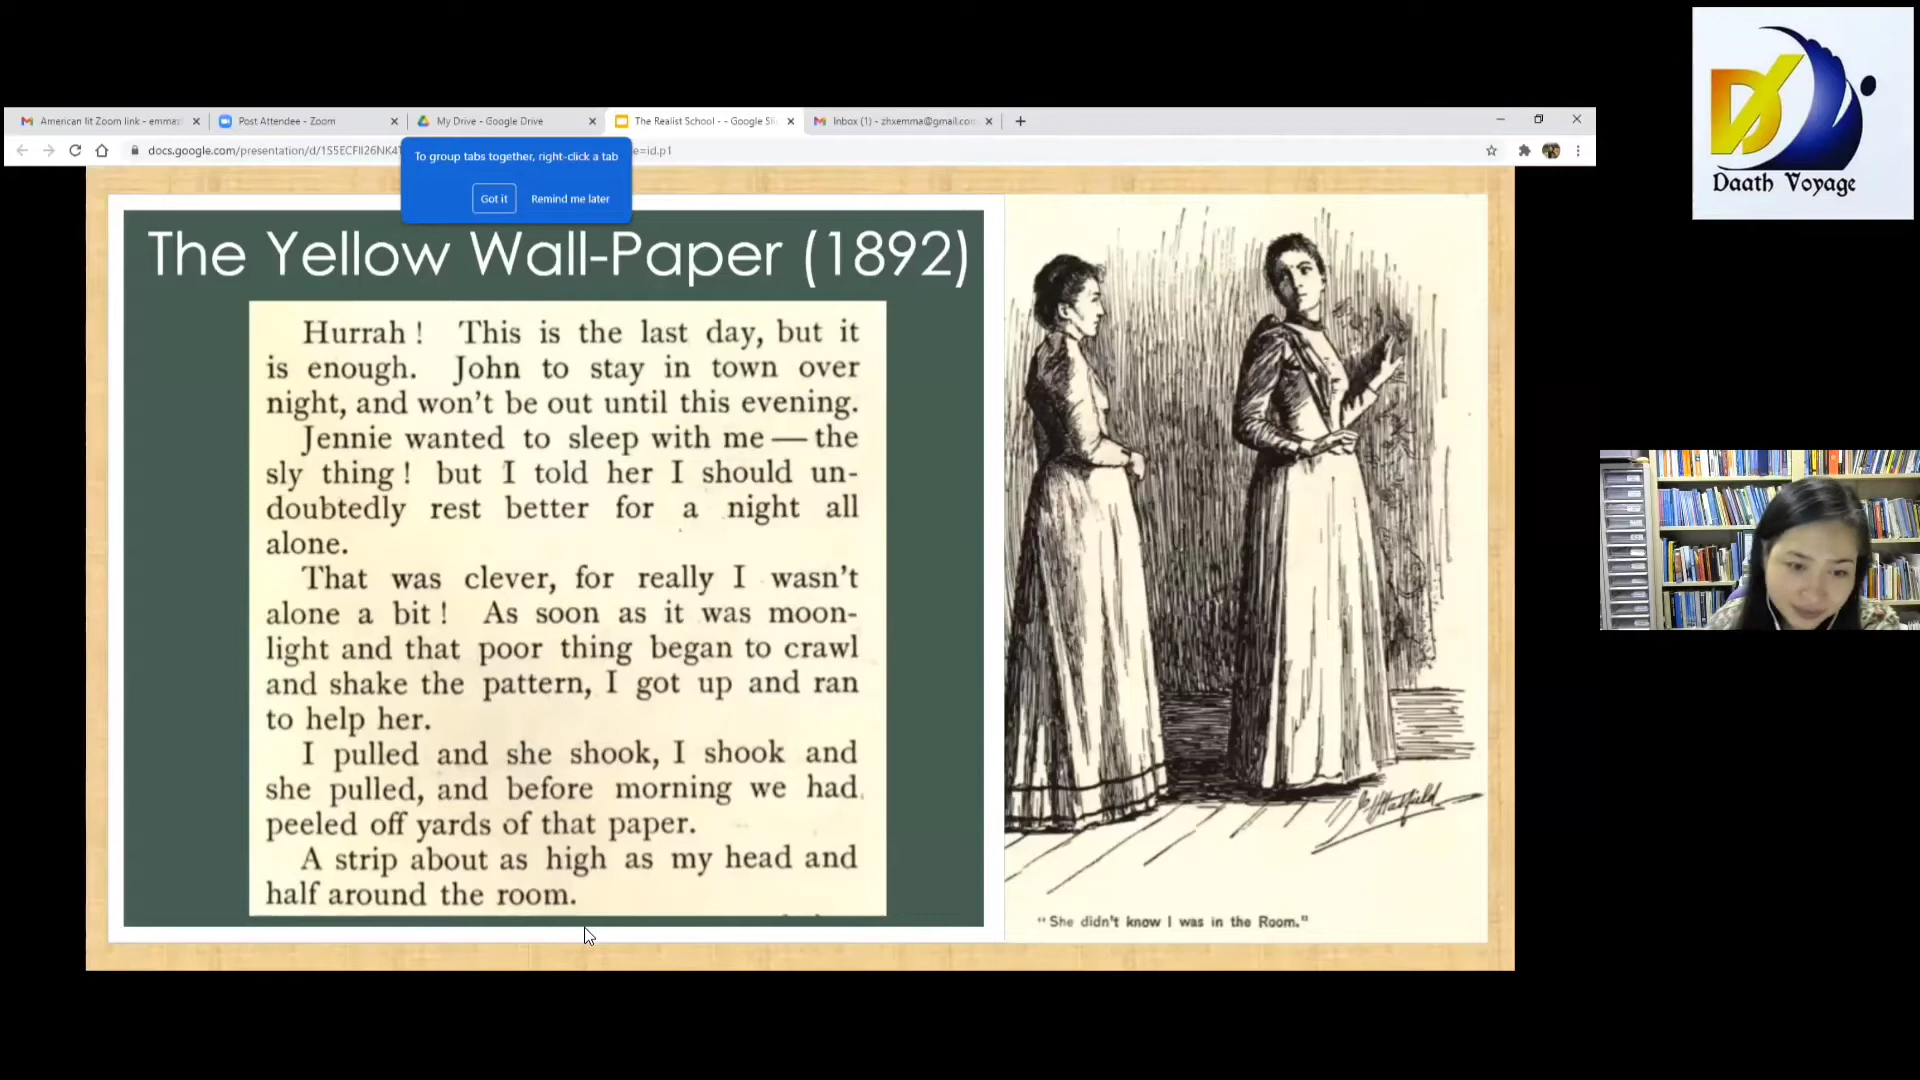 American lit Zoom link - emmaz
Post Attendee - Zoom
My Drive - Google Drive
The Realist School - - Google Sli
Inbox (1) - zhxemma@gmail.com
docs.google.com/presentation/d/1S5ECFII26NK4
e=id.p1
To group tabs together, right-click a tab
Got it Remind me later
Daath Voyage
The Yellow Wall-Paper (1892)
Hurrah! This is the last day, but it
is enough. John to stay in town over
night, and won't be out until this evening.
Jennie wanted to sleep with me — the
sly thing! but I told her I should un-
doubtedly rest better for a night all
alone.
That was clever, for really I wasn't
alone a bit! As soon as it was moon-
light and that poor thing began to crawl
and shake the pattern, I got up and ran
to help her.
I pulled and she shook, I shook and
she pulled, and before morning we had
peeled off yards of that paper.
A strip about as high as my head and
half around the room.
"She didn't know I was in the Room."